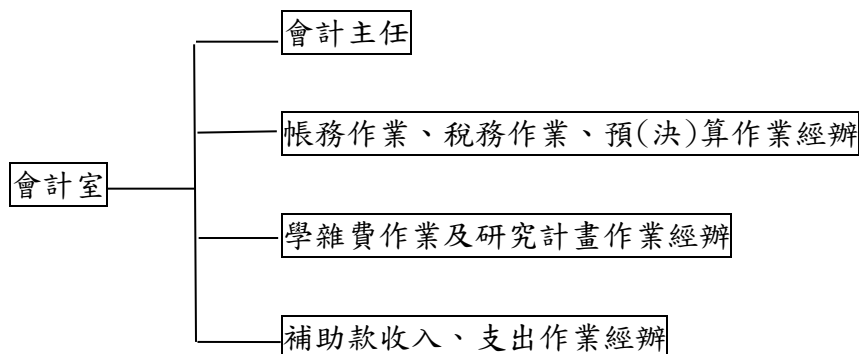 會計主任
帳務作業、稅務作業、預(決)算作業經辦
會計室
學雜費作業及研究計畫作業經辦
補助款收入、支出作業經辦